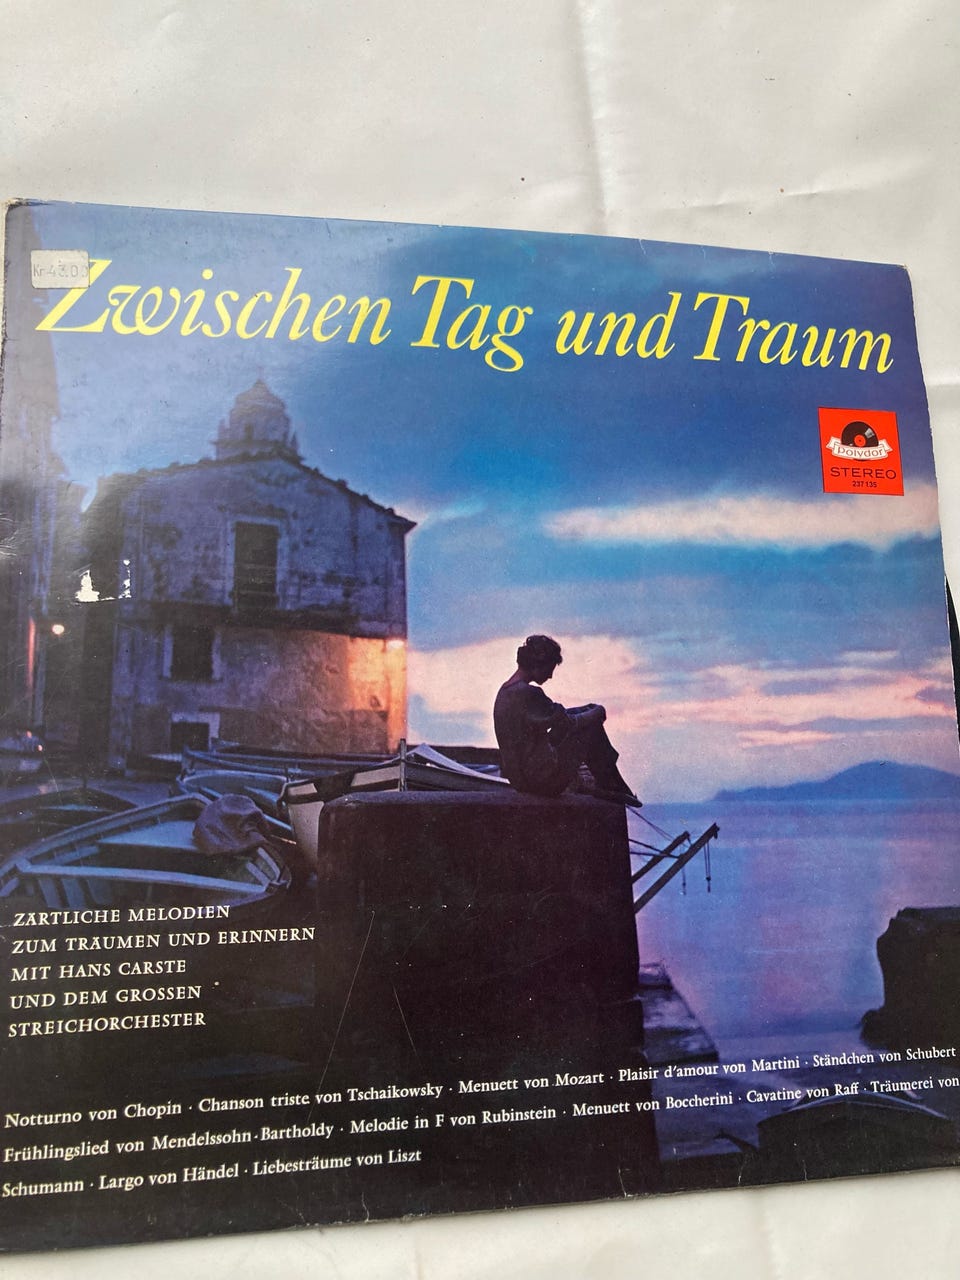 Kr 43.00
Zwischen Tag und Traum
Polydor
STEREO
237 135
ZÄRTLICHE MELODIEN
ZUM TRÄUMEN UND ERINNERN
MIT HANS CARSTE
UND DEM GROSSEN
STREICHORCHESTER
Notturno von Chopin · Chanson triste von Tschaikowsky · Menuett von Mozart · Plaisir d'amour von Martini · Ständchen von Schubert
Frühlingslied von Mendelssohn-Bartholdy · Melodie in F von Rubinstein · Menuett von Boccherini · Cavatine von Raff · Träumerei von
Schumann · Largo von Händel · Liebesträume von Liszt